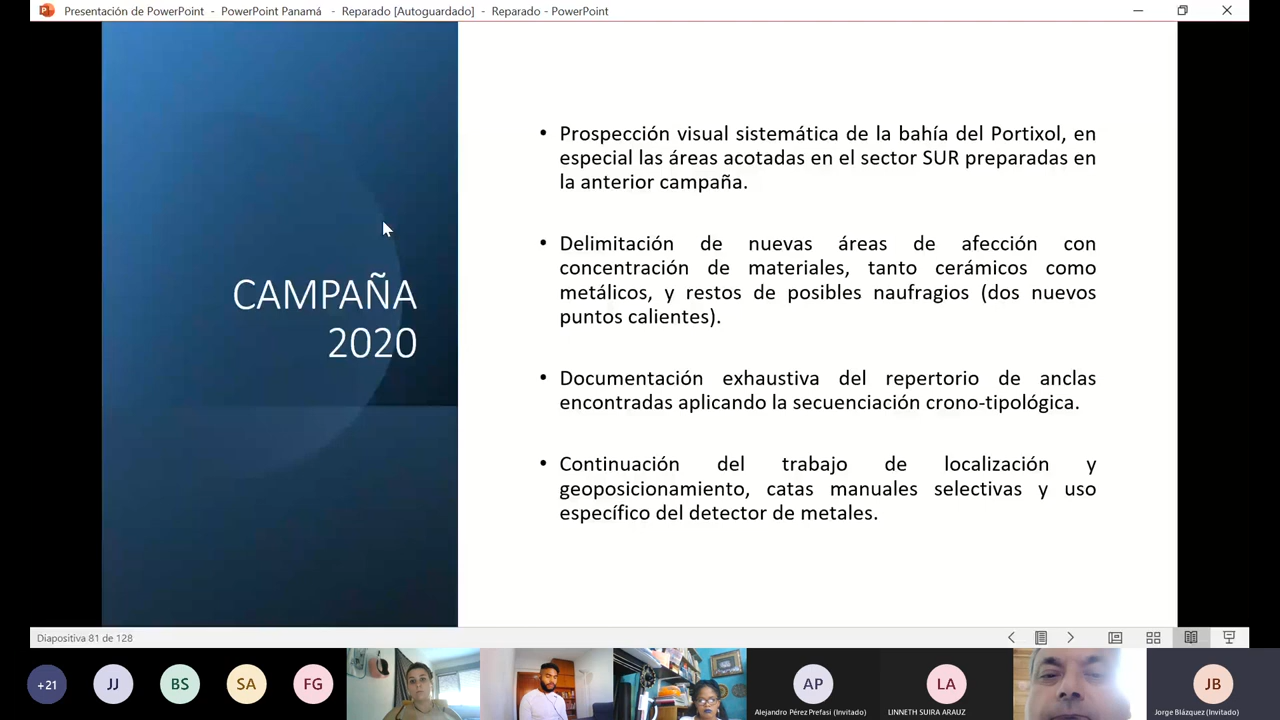 Presentación de PowerPoint - PowerPoint Panamá - Reparado [Autoguardado] - Reparado - PowerPoint
CAMPAÑA
2020
• Prospección visual sistemática de la bahía del Portixol, en
especial las áreas acotadas en el sector SUR preparadas en
la anterior campaña.
• Delimitación de nuevas áreas de afección con
concentración de materiales, tanto cerámicos como
metálicos, y restos de posibles naufragios (dos nuevos
puntos calientes).
• Documentación exhaustiva del repertorio de anclas
encontradas aplicando la secuenciación crono-tipológica.
• Continuación del trabajo de localización y
geoposicionamiento, catas manuales selectivas y uso
específico del detector de metales.
Diapositiva 81 de 128
+21
JJ
BS
SA
FG
AP
Alejandro Pérez Prefasi (Invitado)
LA
LINNETH SUIRA ARAUZ
JB
Jorge Blázquez (Invitado)